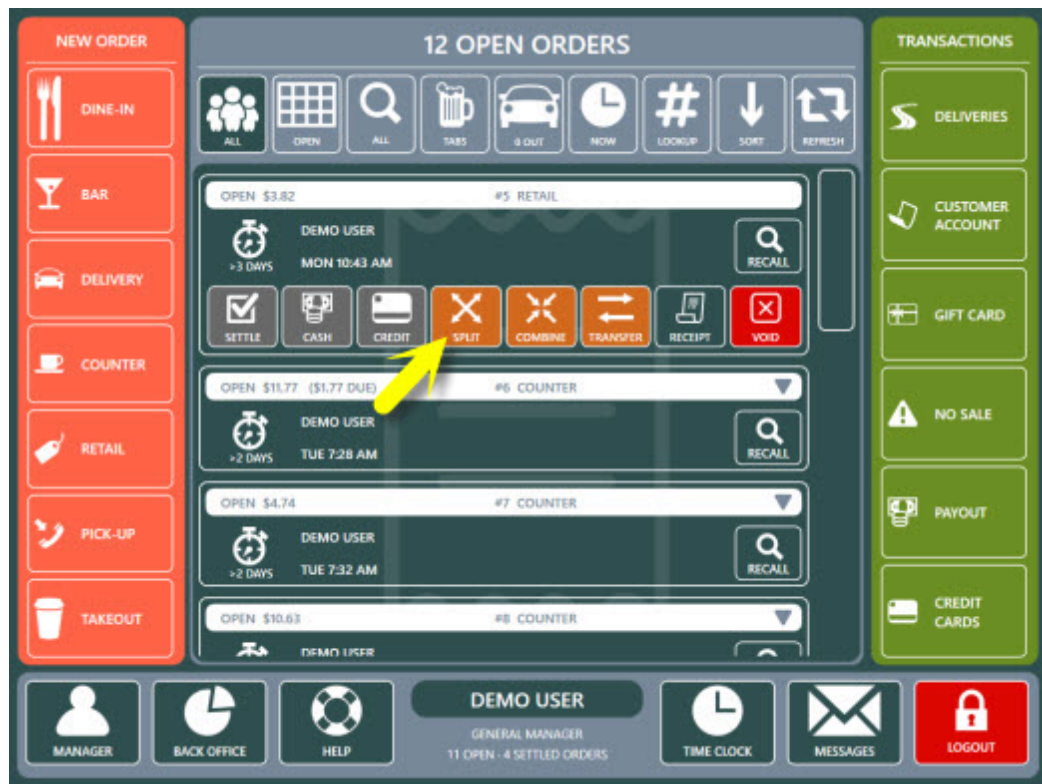 NEW ORDER
DINE-IN
BAR
DELIVERY
COUNTER
RETAIL
PICK-UP
TAKEOUT
12 OPEN ORDERS
ALL
OPEN
ALL
TABS
0 OUT
NOW
LOOKUP
SORT
REFRESH
OPEN $3.82 #5 RETAIL
DEMO USER
>3 DAYS MON 10:43 AM
RECALL
SETTLE
CASH
CREDIT
SPLIT
COMBINE
TRANSFER
RECEIPT
VOID
OPEN $11.77 ($1.77 DUE) #6 COUNTER
DEMO USER
>2 DAYS TUE 7:28 AM
RECALL
OPEN $4.74 #7 COUNTER
DEMO USER
>2 DAYS TUE 7:32 AM
RECALL
OPEN $10.63 #8 COUNTER
DEMO USER
TRANSACTIONS
DELIVERIES
CUSTOMER
ACCOUNT
GIFT CARD
NO SALE
PAYOUT
CREDIT
CARDS
MANAGER
BACK OFFICE
HELP
DEMO USER
GENERAL MANAGER
11 OPEN - 4 SETTLED ORDERS
TIME CLOCK
MESSAGES
LOGOUT